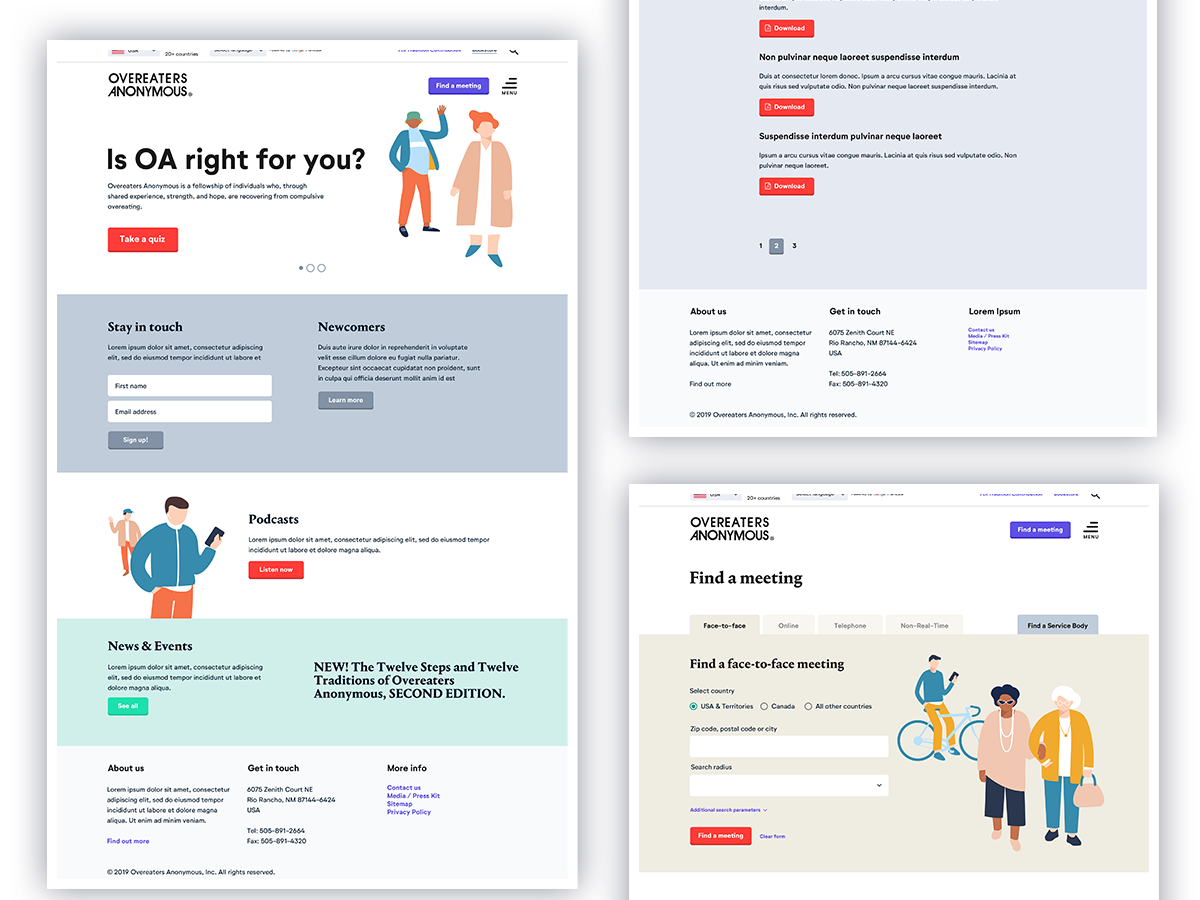 USA
20+ countries
Select language
OVEREATERS
ANONYMOUS®
Find a meeting
MENU
Is OA right for you?
Overeaters Anonymous is a fellowship of individuals who, through
shared experience, strength, and hope, are recovering from compulsive
overeating.
Take a quiz
Stay in touch
Lorem ipsum dolor sit amet, consectetur adipiscing
elit, sed do eiusmod tempor incididunt ut labore et
First name
Email address
Sign up!
Newcomers
Duis aute irure dolor in reprehenderit in voluptate
velit esse cillum dolore eu fugiat nulla pariatur.
Excepteur sint occaecat cupidatat non proident, sunt
in culpa qui officia deserunt mollit anim id est
Learn more
Podcasts
Lorem ipsum dolor sit amet, consectetur adipiscing elit, sed do eiusmod tempor
incididunt ut labore et dolore magna aliqua.
Listen now
News & Events
Lorem ipsum dolor sit amet, consectetur adipiscing
elit, sed do eiusmod tempor incididunt ut labore et
dolore magna aliqua.
See all
NEW! The Twelve Steps and Twelve
Traditions of Overeaters
Anonymous, SECOND EDITION.
About us
Lorem ipsum dolor sit amet, consectetur
adipiscing elit, sed do eiusmod tempor
incididunt ut labore et dolore magna
aliqua. Ut enim ad minim veniam.
Find out more
Get in touch
6075 Zenith Court NE
Rio Rancho, NM 87144-6424
USA
Tel: 505-891-2664
Fax: 505-891-4320
More info
Contact us
Media / Press Kit
Sitemap
Privacy Policy
© 2019 Overeaters Anonymous, Inc. All rights reserved.
interdum.
Download
Non pulvinar neque laoreet suspendisse interdum
Duis at consectetur lorem donec. Ipsum a arcu cursus vitae congue mauris. Lacinia at
quis risus sed vulputate odio. Non pulvinar neque laoreet suspendisse interdum.
Download
Suspendisse interdum pulvinar neque laoreet
Ipsum a arcu cursus vitae congue mauris. Lacinia at quis risus sed vulputate odio. Non
pulvinar neque laoreet.
Download
1 2 3
About us
Lorem ipsum dolor sit amet, consectetur
adipiscing elit, sed do eiusmod tempor
incididunt ut labore et dolore magna
aliqua. Ut enim ad minim veniam.
Find out more
Get in touch
6075 Zenith Court NE
Rio Rancho, NM 87144-6424
USA
Tel: 505-891-2664
Fax: 505-891-4320
Lorem Ipsum
Contact us
Media / Press Kit
Sitemap
Privacy Policy
© 2019 Overeaters Anonymous, Inc. All rights reserved.
USA
20+ countries
Select language
OVEREATERS
ANONYMOUS®
Find a meeting
MENU
Find a meeting
Face-to-face
Online
Telephone
Non-Real-Time
Find a Service Body
Find a face-to-face meeting
Select country
USA & Territories
Canada
All other countries
Zip code, postal code or city
Search radius
Additional search parameters
Find a meeting
Clear form